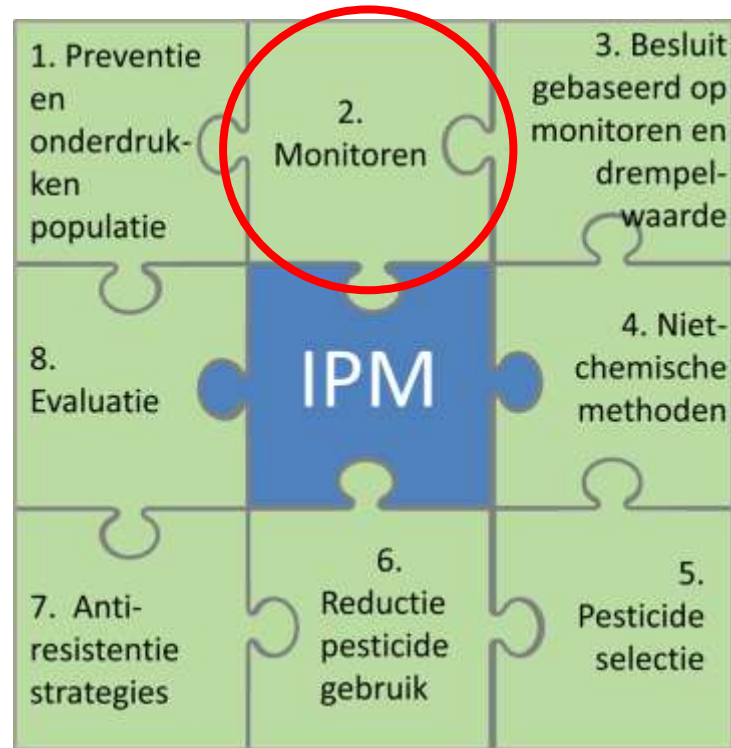 1. Preventie
en
onderdruk-
ken
populatie
2.
Monitoren
3. Besluit
gebaseerd op
monitoren en
drempel-
waarde
8.
Evaluatie
IPM
4. Niet-
chemische
methoden
7. Anti-
resistentie
strategies
6.
Reductie
pesticide
gebruik
5.
Pesticide
selectie